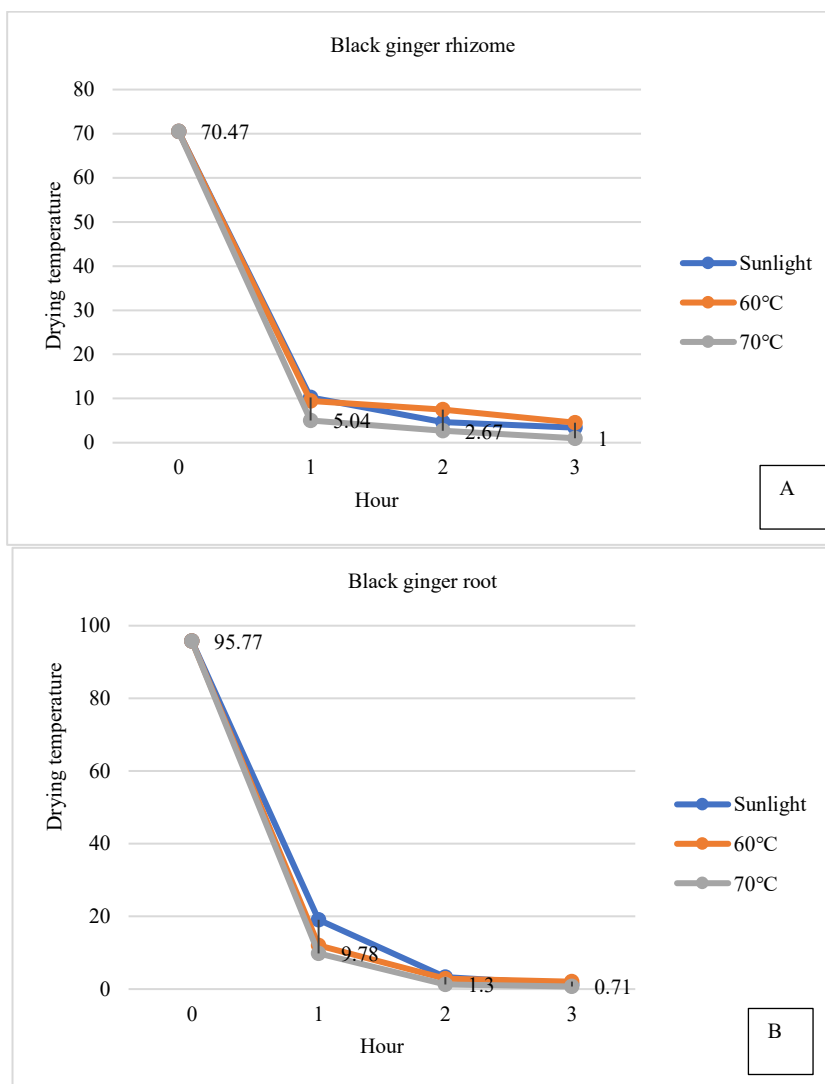 Black ginger rhizome
80
70
60
50
40
30
20
10
0
Drying temperature
70.47
5.04
2.67
1
0 1 2 3
Hour
Sunlight
60°C
70°C
A
Black ginger root
100
80
60
40
20
0
Drying temperature
95.77
9.78
1.3
0.71
0 1 2 3
Hour
Sunlight
60°C
70°C
B